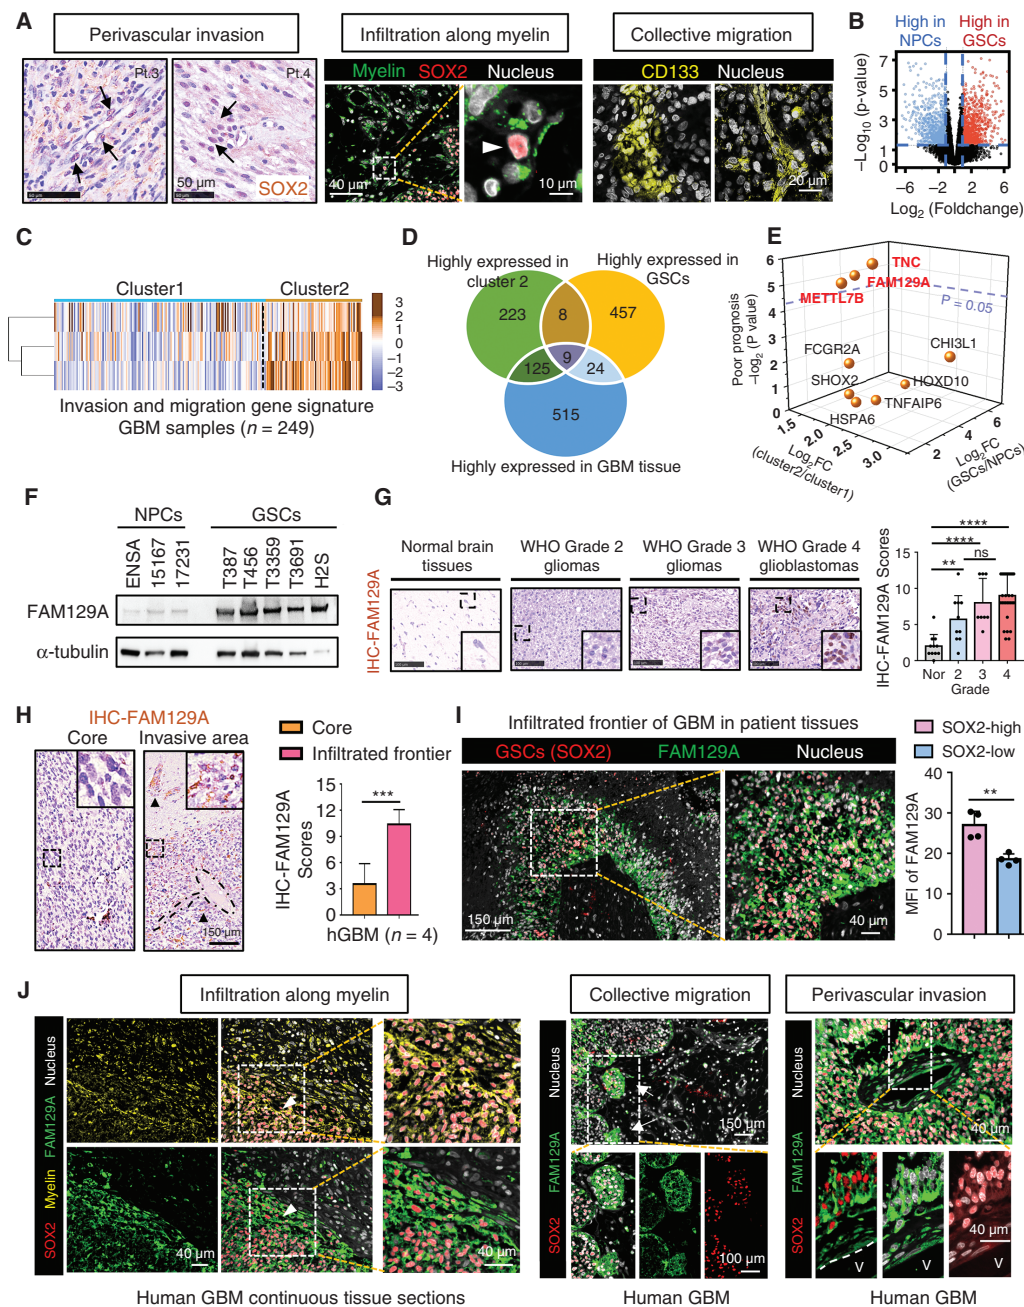 A
Perivascular invasion
Infiltration along myelin
Collective migration
Pt.3
Pt.4
50 μm
SOX2
Myelin SOX2 Nucleus
40 μm
10 μm
CD133 Nucleus
20 μm
B
High in NPCs
High in GSCs
−Log10 (p-value)
7
5
3
1
0
−6
−2
2
6
Log2 (Foldchange)
C
Cluster1
Cluster2
3
2
1
0
−1
−2
−3
Invasion and migration gene signature
GBM samples (n = 249)
D
Highly expressed in
cluster 2
Highly expressed in
GSCs
223
8
457
9
125
24
515
Highly expressed in GBM tissue
E
Poor prognosis
−log2 (P value)
6
5
4
3
2
1
0
TNC
FAM129A
METTL7B
P = 0.05
CHI3L1
FCGR2A
SHOX2
HOXD10
TNFAIP6
HSPA6
1.5
2.0
2.5
3.0
Log2FC
(cluster2/cluster1)
2
4
6
Log2FC
(GSCs/NPCs)
F
NPCs
GSCs
ENSA
15167
17231
T387
T456
T3359
T3691
H2S
FAM129A
α-tubulin
G
IHC-FAM129A
Normal brain
tissues
WHO Grade 2
gliomas
WHO Grade 3
gliomas
WHO Grade 4
glioblastomas
IHC-FAM129A Scores
15
10
5
0
****
****
ns
**
Nor
2
3
4
Grade
H
IHC-FAM129A
Core
Invasive area
150 μm
Core
Infiltrated frontier
IHC-FAM129A
Scores
15
12
9
6
3
0
***
hGBM (n = 4)
I
Infiltrated frontier of GBM in patient tissues
GSCs (SOX2) FAM129A Nucleus
150 μm
40 μm
SOX2-high
SOX2-low
MFI of FAM129A
40
30
20
10
0
**
J
Infiltration along myelin
Collective migration
Perivascular invasion
SOX2 Myelin FAM129A Nucleus
40 μm
40 μm
Human GBM continuous tissue sections
SOX2 FAM129A Nucleus
150 μm
100 μm
Human GBM
SOX2 FAM129A Nucleus
40 μm
V
V
V
40 μm
Human GBM